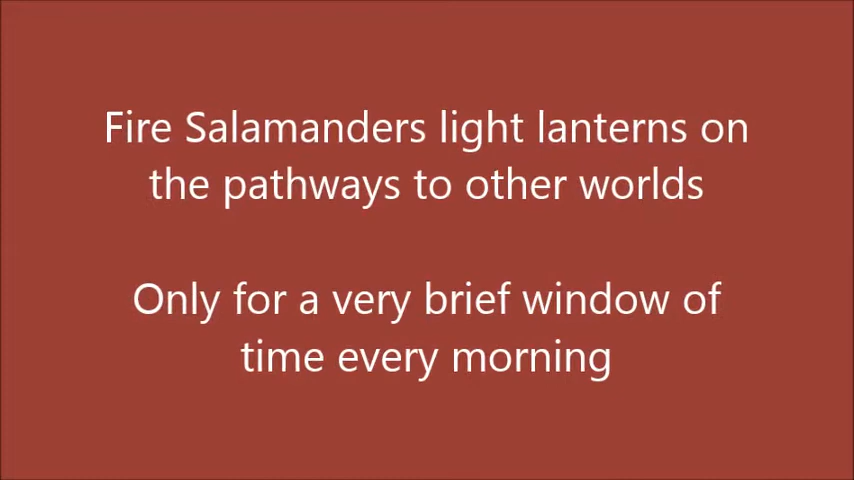 Fire Salamanders light lanterns on
the pathways to other worlds
Only for a very brief window of
time every morning